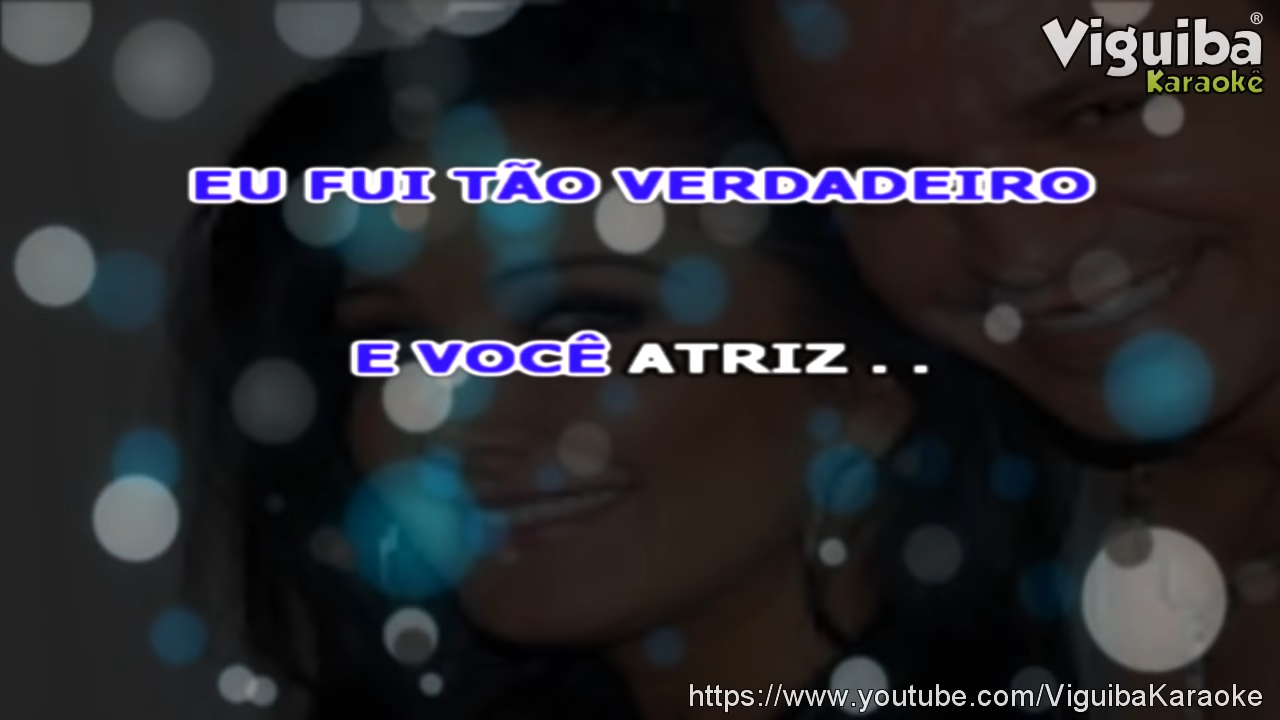 Viguiba®
Karaokê
EU FUI TÃO VERDADEIRO
E VOCÊ ATRIZ . .
https://www.youtube.com/ViguibaKaraoke